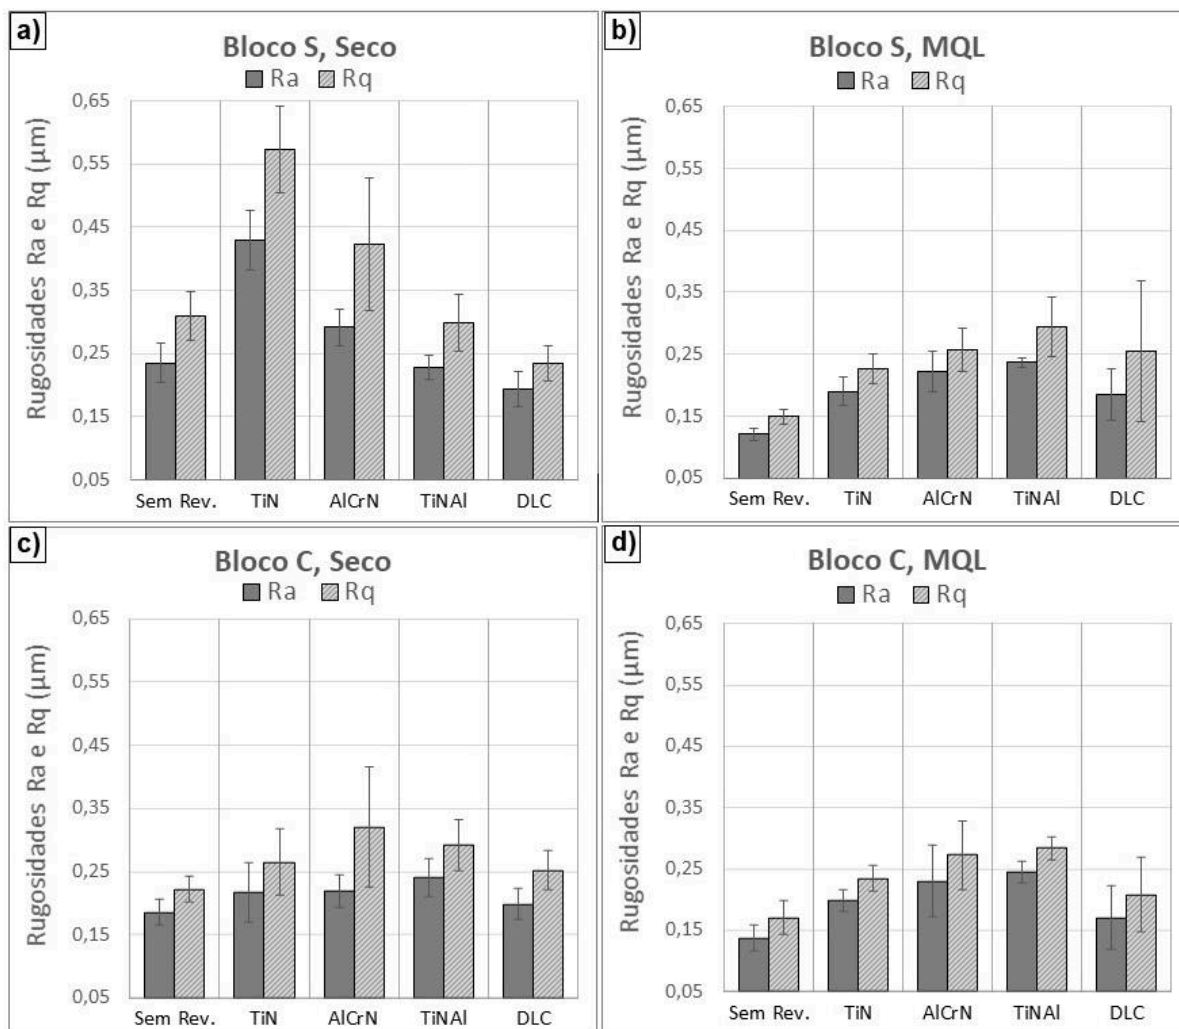 a)
Bloco S, Seco
Ra Rq
Rugosidades Ra e Rq (µm)
0,65
0,55
0,45
0,35
0,25
0,15
0,05
Sem Rev. TiN AlCrN TiNAl DLC
b)
Bloco S, MQL
Ra Rq
Rugosidades Ra e Rq (µm)
0,65
0,55
0,45
0,35
0,25
0,15
0,05
Sem Rev. TiN AlCrN TiNAl DLC
c)
Bloco C, Seco
Ra Rq
Rugosidades Ra e Rq (µm)
0,65
0,55
0,45
0,35
0,25
0,15
0,05
Sem Rev. TiN AlCrN TiNAl DLC
d)
Bloco C, MQL
Ra Rq
Rugosidades Ra e Rq (µm)
0,65
0,55
0,45
0,35
0,25
0,15
0,05
Sem Rev. TiN AlCrN TiNAl DLC